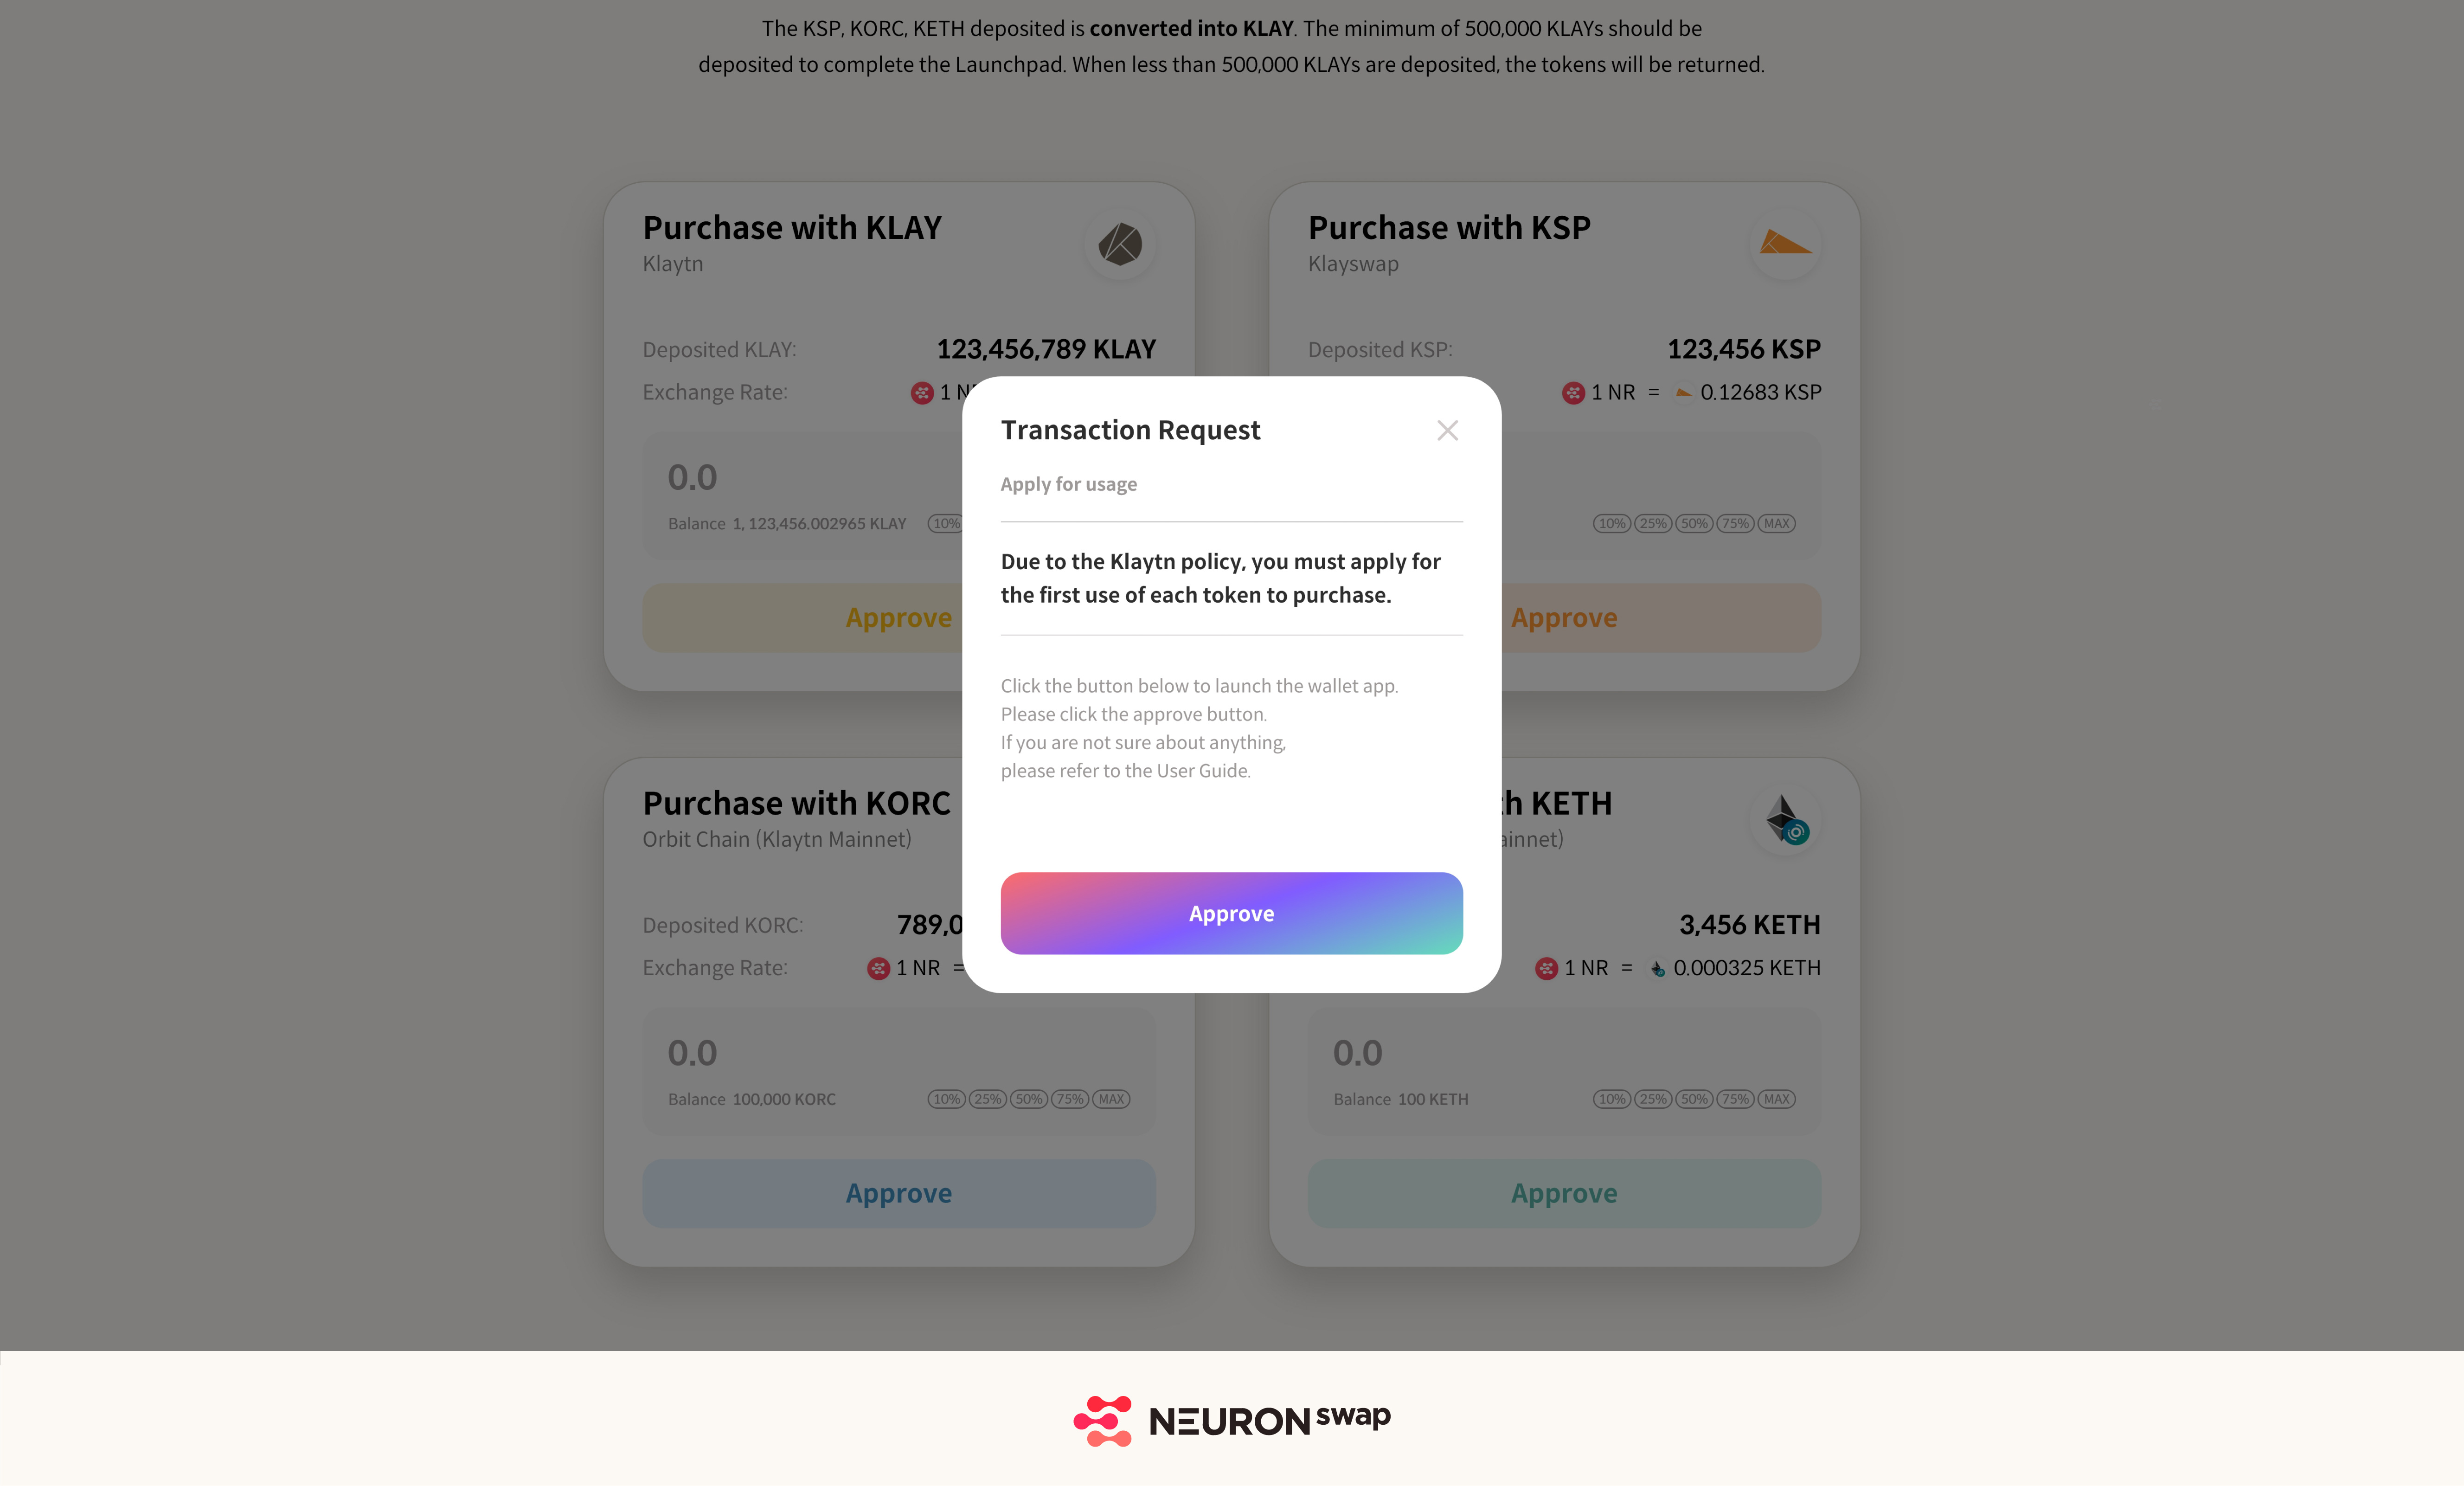 The KSP, KORC, KETH deposited is converted into KLAY. The minimum of 500,000 KLAYs should be
deposited to complete the Launchpad. When less than 500,000 KLAYs are deposited, the tokens will be returned.
Purchase with KLAY
Klaytn
Deposited KLAY: 123,456,789 KLAY
Exchange Rate: 1 N
0.0
Balance 1, 123,456.002965 KLAY 10%
Approve
Purchase with KSP
Klayswap
Deposited KSP: 123,456 KSP
1 NR = 0.12683 KSP
10% 25% 50% 75% MAX
Approve
Transaction Request
Apply for usage
Due to the Klaytn policy, you must apply for
the first use of each token to purchase.
Click the button below to launch the wallet app.
Please click the approve button.
If you are not sure about anything,
please refer to the User Guide.
Approve
Purchase with KORC
Orbit Chain (Klaytn Mainnet)
Deposited KORC: 789,0
Exchange Rate: 1 NR =
0.0
Balance 100,000 KORC 10% 25% 50% 75% MAX
Approve
h KETH
ainnet)
3,456 KETH
1 NR = 0.000325 KETH
0.0
Balance 100 KETH 10% 25% 50% 75% MAX
Approve
NEURON swap